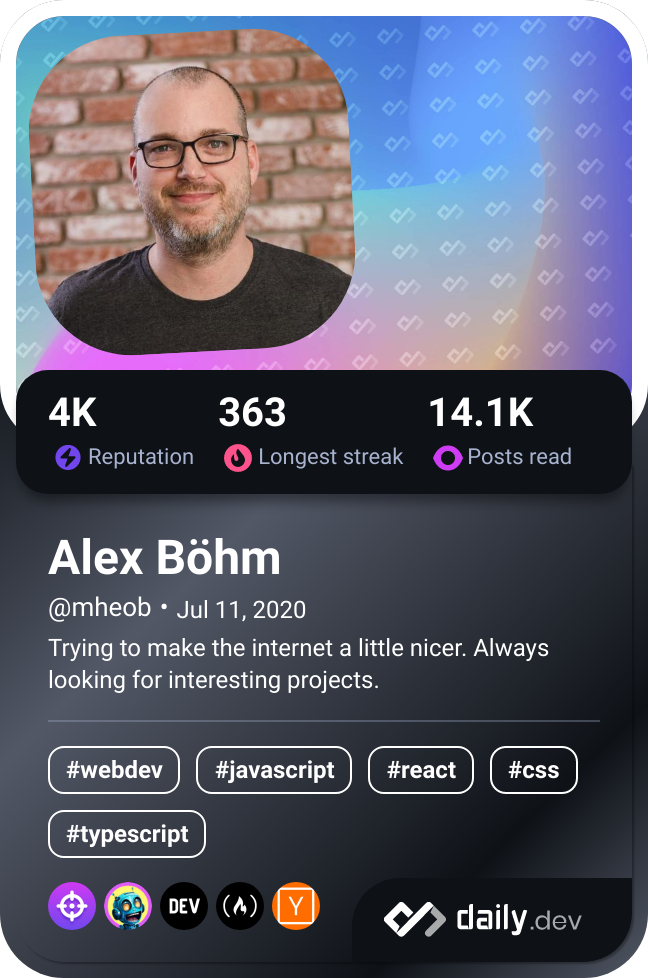 4K 363 14.1K
Reputation Longest streak Posts read
Alex Böhm
@mheob • Jul 11, 2020
Trying to make the internet a little nicer. Always
looking for interesting projects.
#webdev #javascript #react #css
#typescript
DEV Y daily.dev